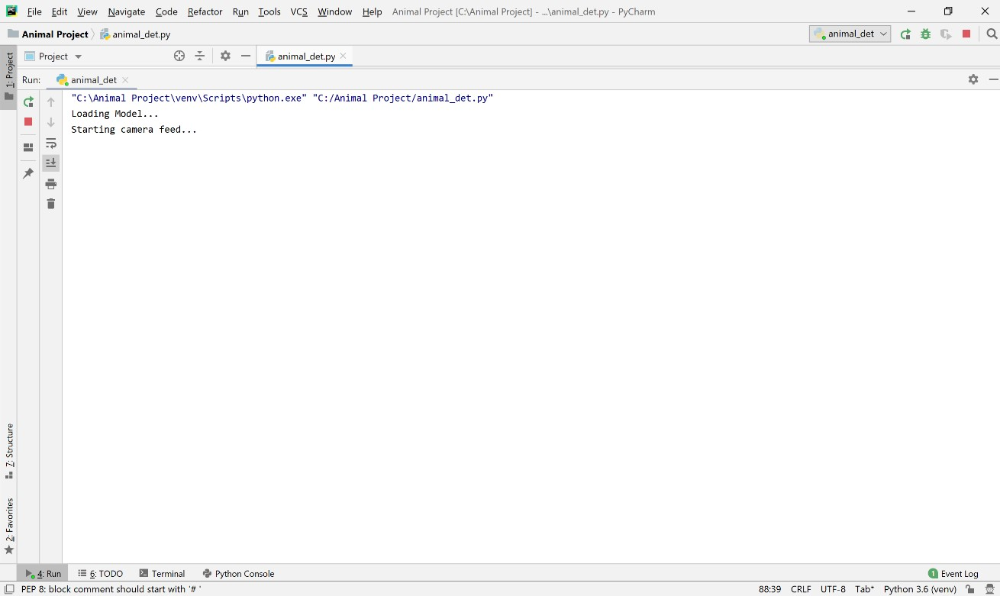 File Edit View Navigate Code Refactor Run Tools VCS Window Help Animal Project [C:\Animal Project] - ...\animal_det.py - PyCharm
Animal Project animal_det.py animal_det
1: Project
Project animal_det.py
Run: animal_det
"C:\Animal Project\venv\Scripts\python.exe" "C:/Animal Project/animal_det.py"
Loading Model...
Starting camera feed...
7: Structure
2: Favorites
4: Run 6: TODO Terminal Python Console 1 Event Log
PEP 8: block comment should start with '# ' 88:39 CRLF UTF-8 Tab* Python 3.6 (venv)